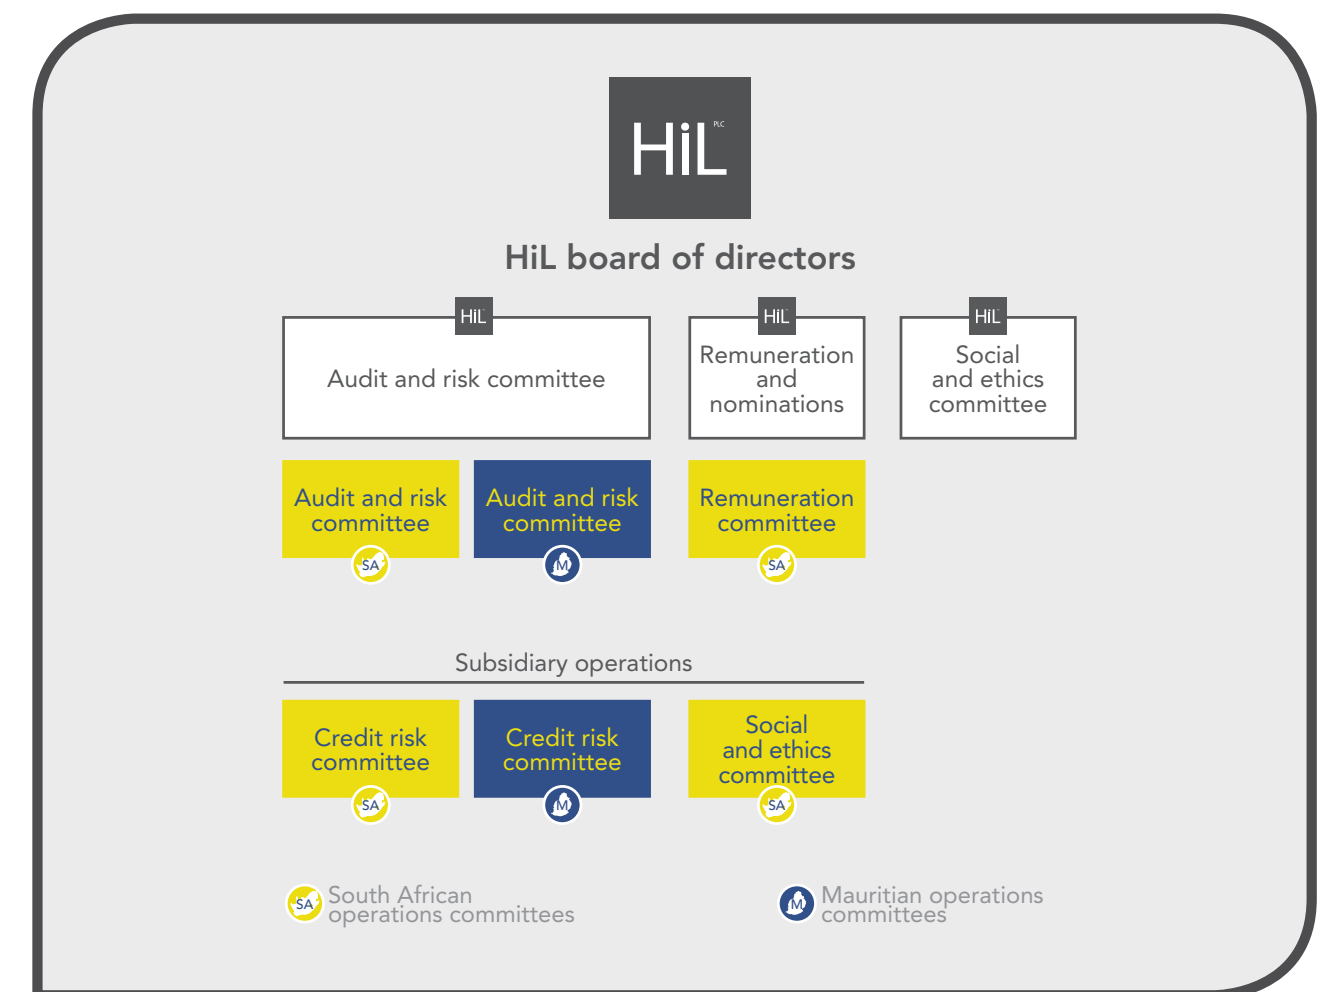 HiL PLC
HiL board of directors
HiL
Audit and risk committee
HiL
Remuneration
and
nominations
HiL
Social
and ethics
committee
Audit and risk
committee
SA
Audit and risk
committee
M
Remuneration
committee
SA
Subsidiary operations
Credit risk
committee
SA
Credit risk
committee
M
Social
and ethics
committee
SA
SA
South African
operations committees
M
Mauritian operations
committees